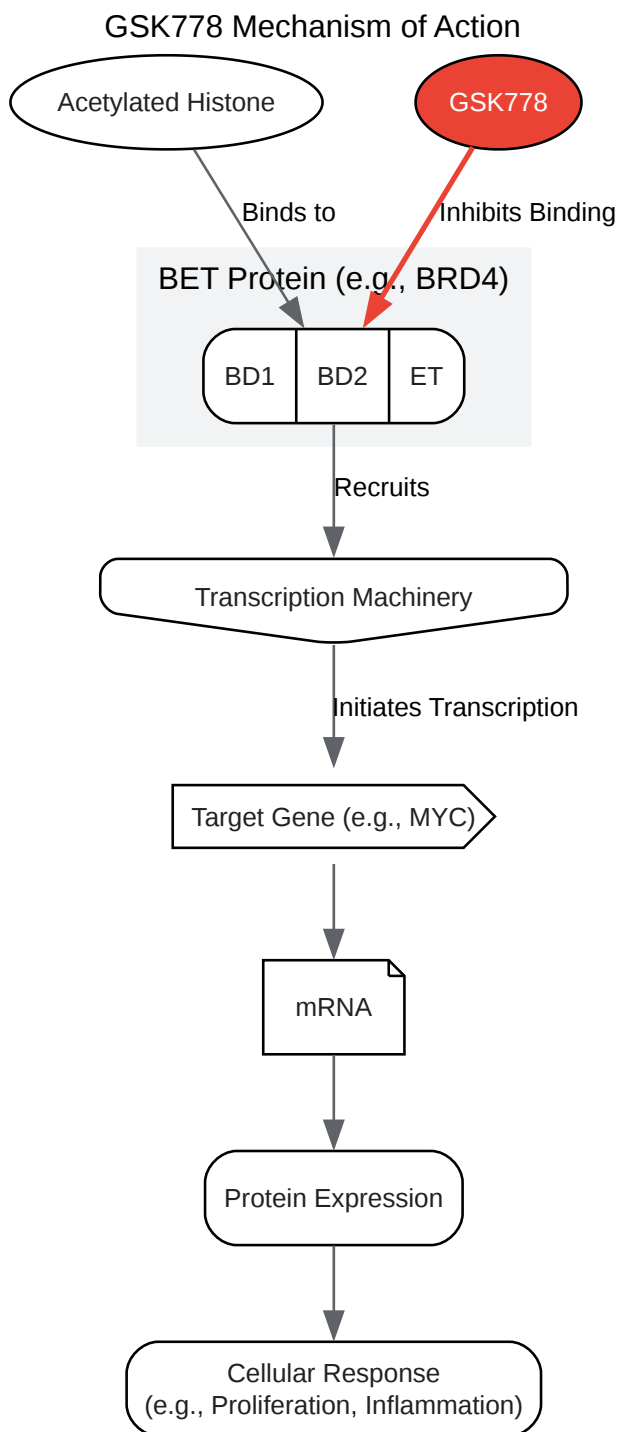 GSK778 Mechanism of Action
Acetylated Histone
GSK778
Binds to
Inhibits Binding
BET Protein (e.g., BRD4)
BD1
BD2
ET
Recruits
Transcription Machinery
Initiates Transcription
Target Gene (e.g., MYC)
mRNA
Protein Expression
Cellular Response
(e.g., Proliferation, Inflammation)